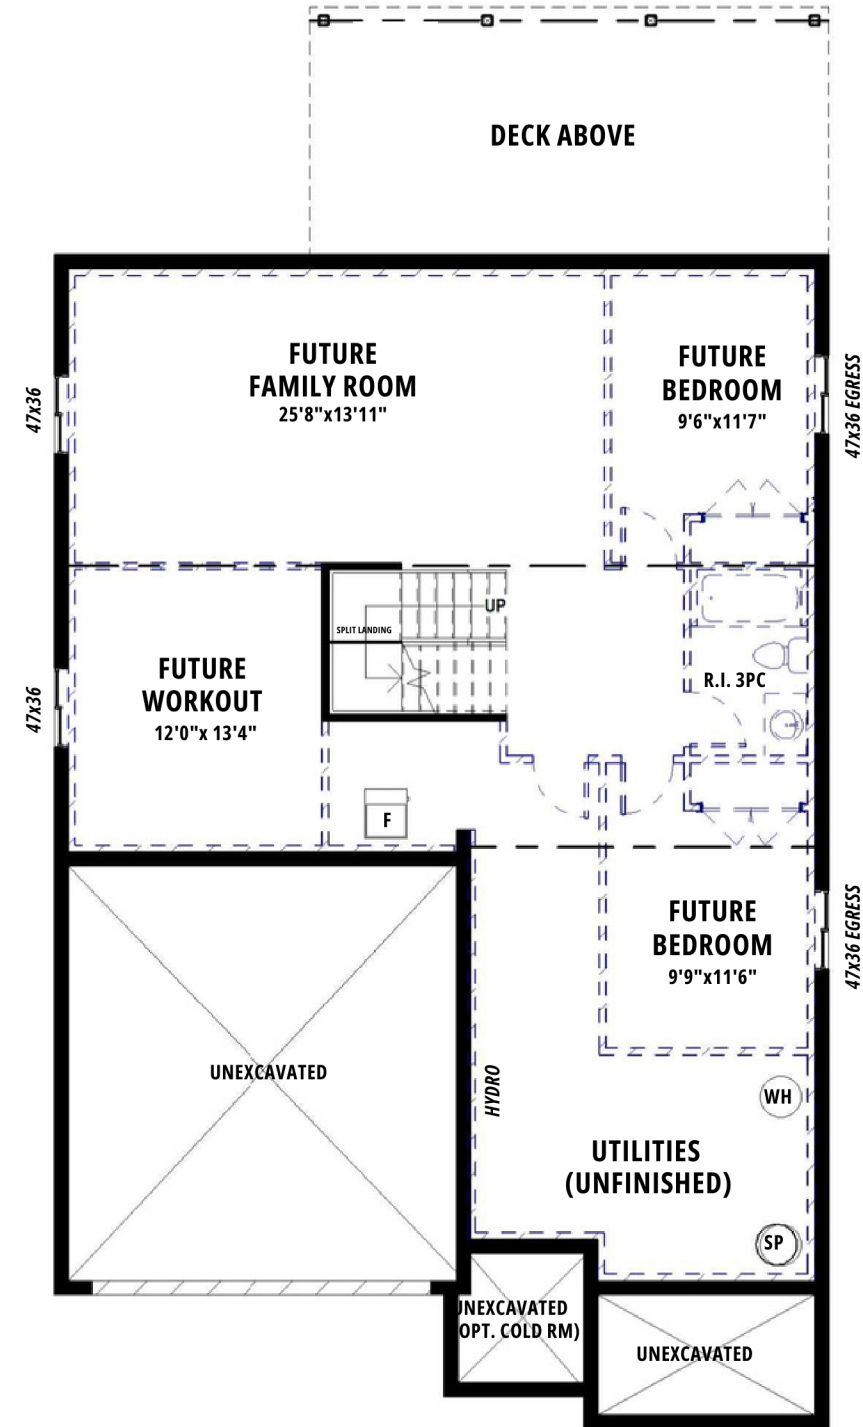 DECK ABOVE
FUTURE
FAMILY ROOM
25'8"x13'11"
FUTURE
BEDROOM
9'6"x11'7"
47x36
47x36 EGRESS
UP
SPLIT LANDING
FUTURE
WORKOUT
12'0"x 13'4"
R.I. 3PC
47x36
F
FUTURE
BEDROOM
9'9"x11'6"
47x36 EGRESS
UNEXCAVATED
HYDRO
WH
UTILITIES
(UNFINISHED)
SP
UNEXCAVATED
OPT. COLD RM)
UNEXCAVATED